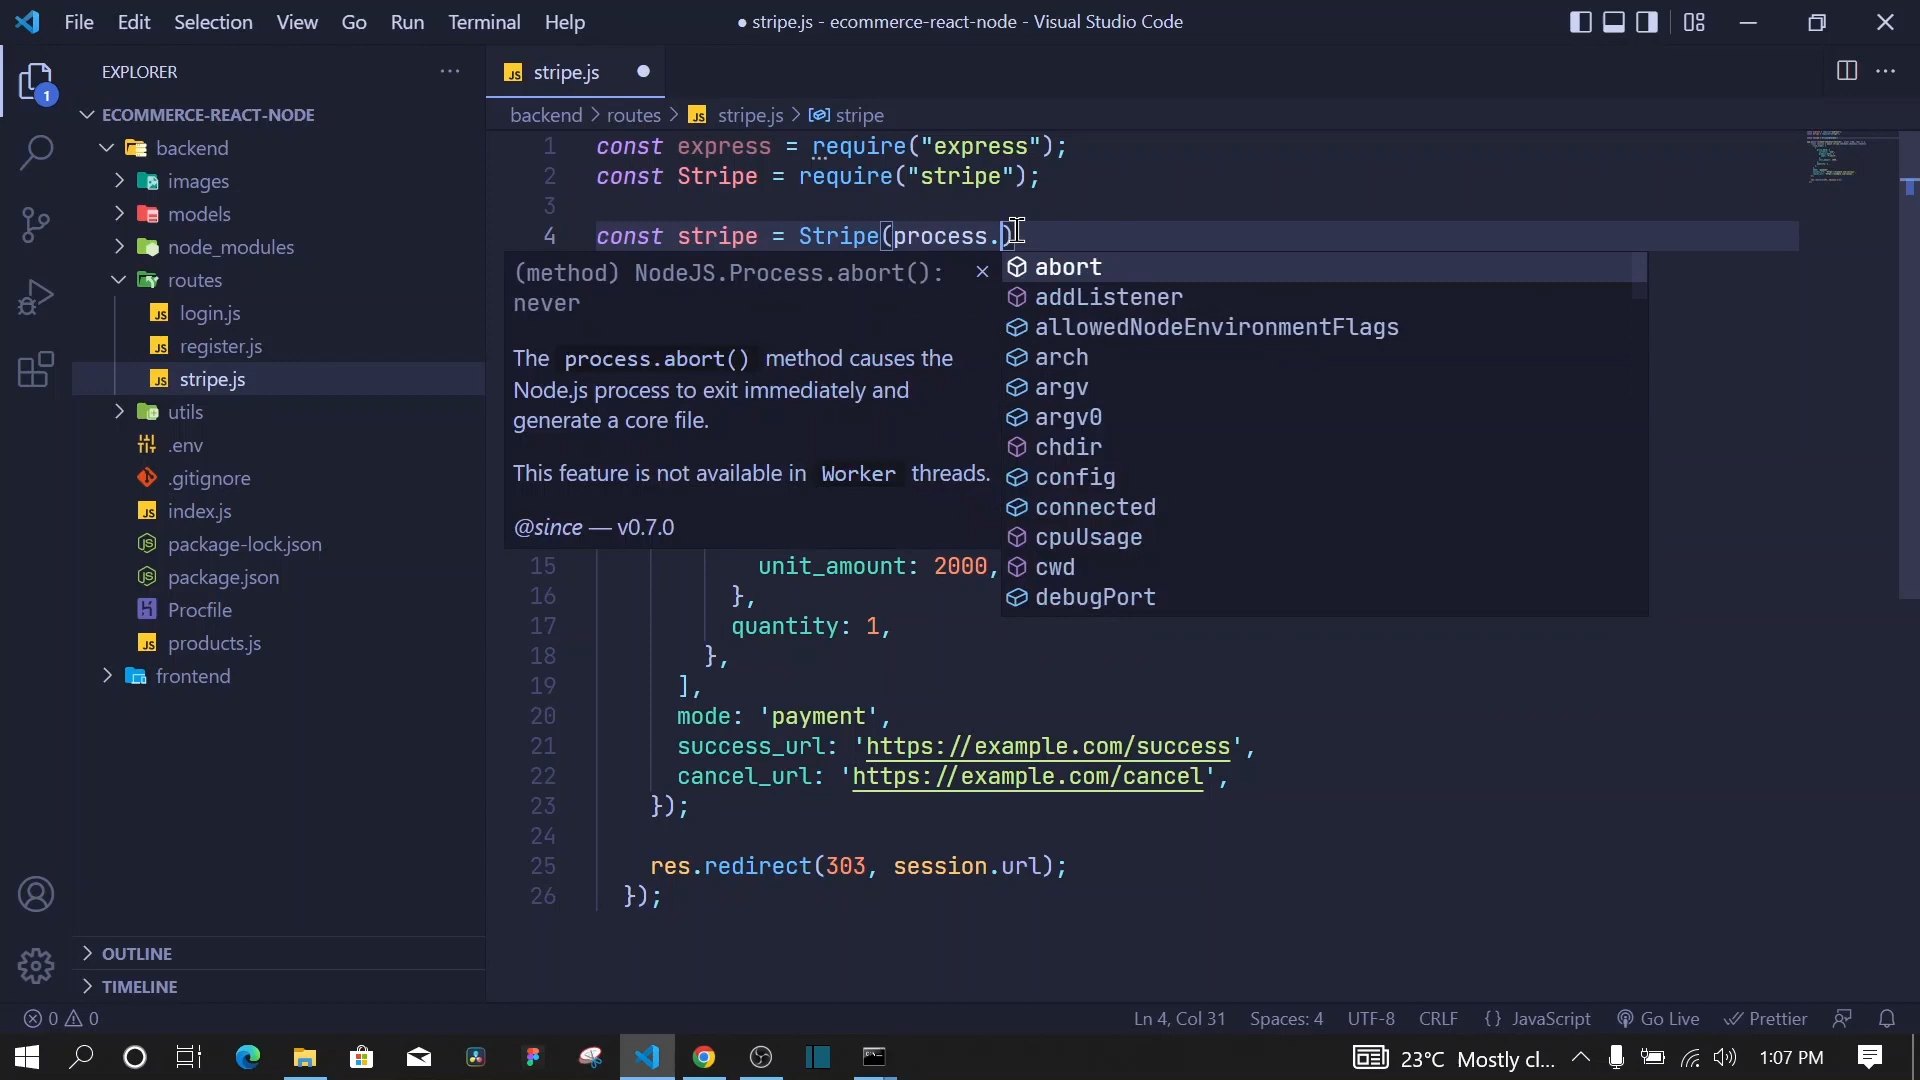 File Edit Selection View Go Run Terminal Help
● stripe.js - ecommerce-react-node - Visual Studio Code
EXPLORER
1
ECOMMERCE-REACT-NODE
backend
images
models
node_modules
routes
login.js
register.js
stripe.js
utils
.env
.gitignore
index.js
package-lock.json
package.json
Procfile
products.js
frontend
OUTLINE
TIMELINE
stripe.js
backend > routes > stripe.js > stripe
1 const express = require("express");
2 const Stripe = require("stripe");
3
4 const stripe = Stripe(process.)
(method) NodeJS.Process.abort():
never
The process.abort() method causes the
Node.js process to exit immediately and
generate a core file.
This feature is not available in Worker threads.
@since — v0.7.0
abort
addListener
allowedNodeEnvironmentFlags
arch
argv
argv0
chdir
config
connected
cpuUsage
cwd
debugPort
15 unit_amount: 2000,
16 },
17 quantity: 1,
18 },
19 ],
20 mode: 'payment',
21 success_url: 'https://example.com/success',
22 cancel_url: 'https://example.com/cancel',
23 });
24
25 res.redirect(303, session.url);
26 });
0 0
Ln 4, Col 31 Spaces: 4 UTF-8 CRLF {} JavaScript Go Live Prettier
23°C Mostly cl... 1:07 PM